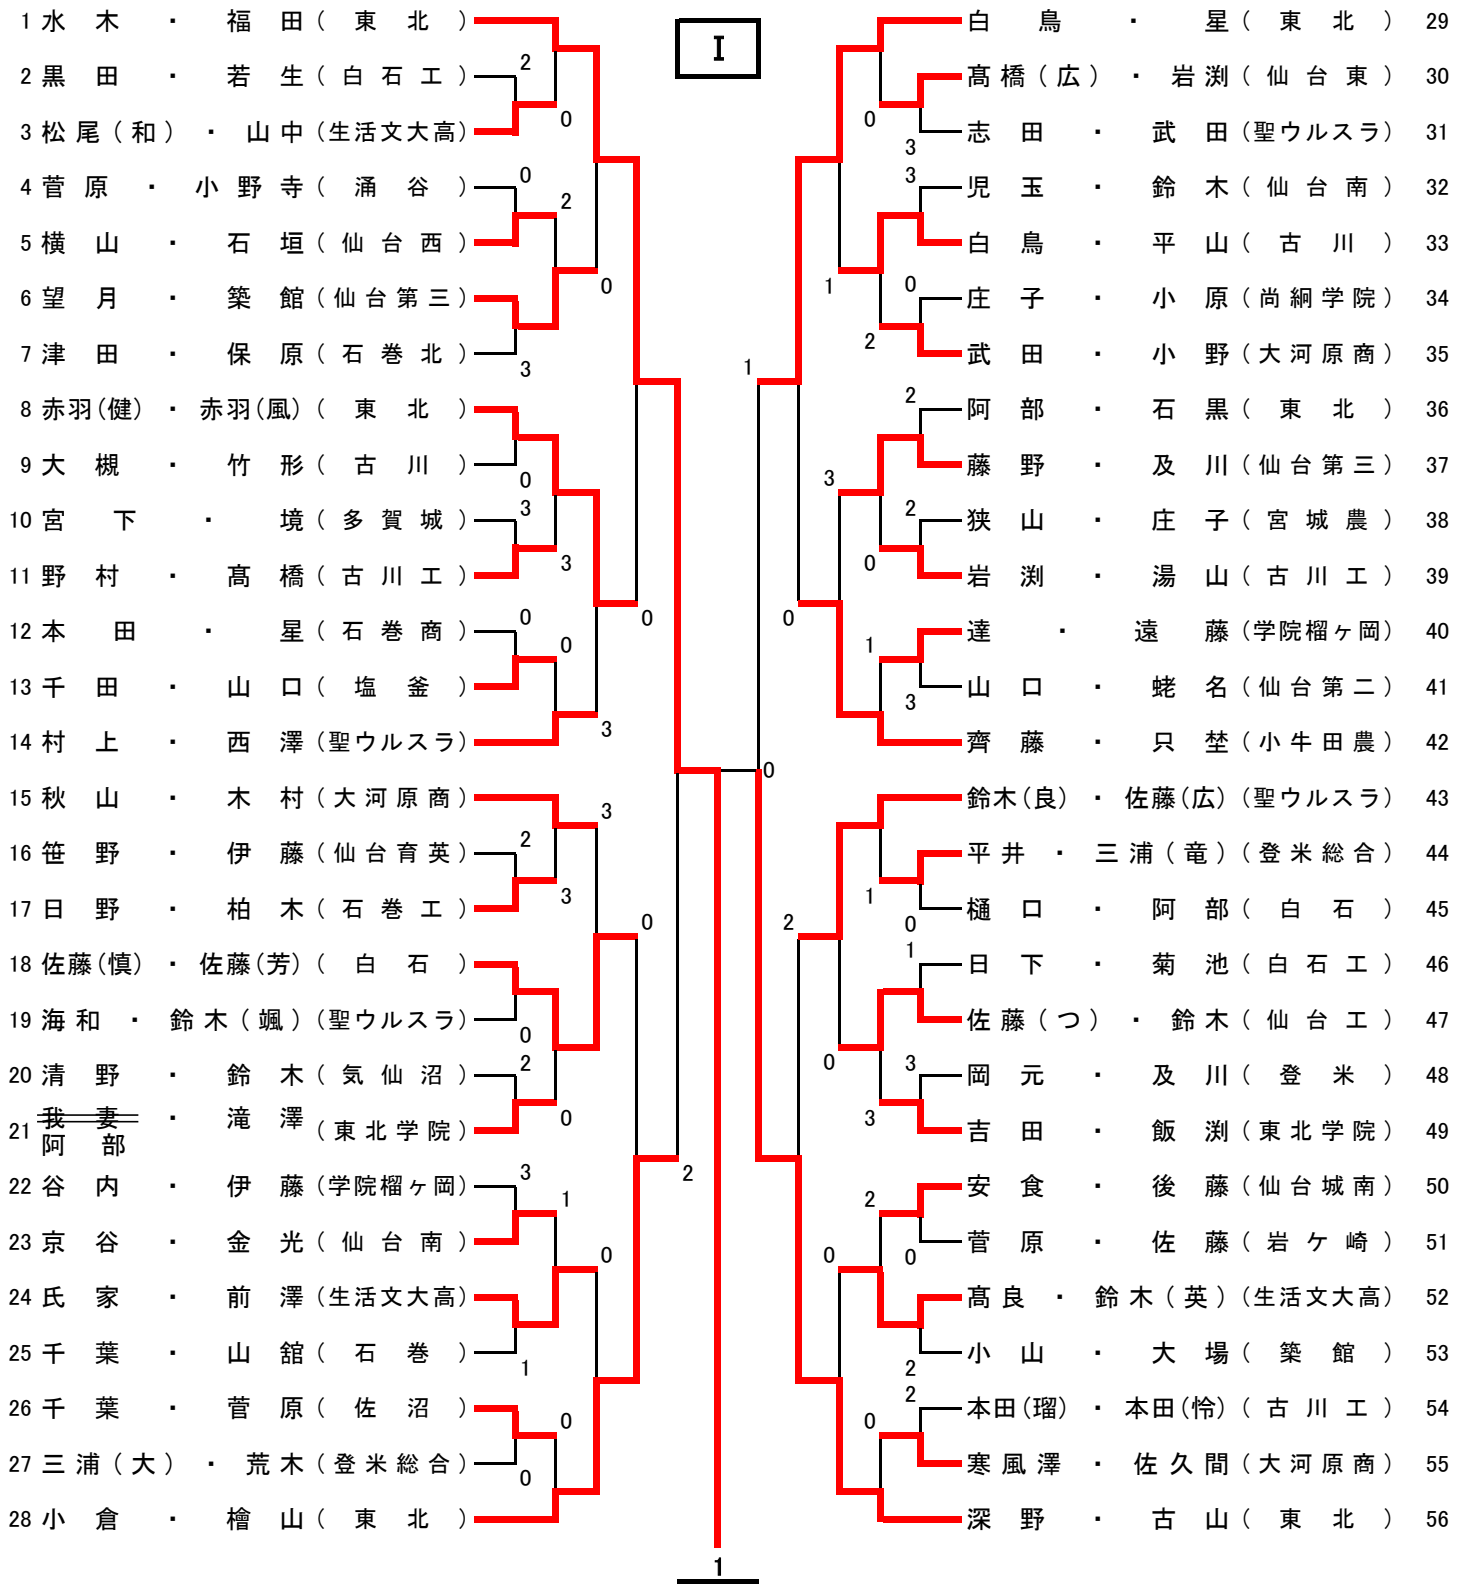 I
1 水木・福田(東北)
2
2 黒田・若生(白石工)
0
3 松尾(和)・山中(生活文大高)
0
4 菅原・小野寺(涌谷)
2
5 横山・石垣(仙台西)
0
6 望月・築館(仙台第三)
7 津田・保原(石巻北)
3
8 赤羽(健)・赤羽(風)(東北)
9 大槻・竹形(古川)
0
3
10 宮下・境(多賀城)
3
11 野村・髙橋(古川工)
0
0
12 本田・星(石巻商)
0
13 千田・山口(塩釜)
3
14 村上・西澤(聖ウルスラ)
15 秋山・木村(大河原商)
3
2
16 笹野・伊藤(仙台育英)
3
17 日野・柏木(石巻工)
0
18 佐藤(慎)・佐藤(芳)(白石)
19 海和・鈴木(颯)(聖ウルスラ)
0
2
20 清野・鈴木(気仙沼)
0
21 我妻・滝澤(東北学院)
阿部
3
2
22 谷内・伊藤(学院榴ヶ岡)
1
23 京谷・金光(仙台南)
0
24 氏家・前澤(生活文大高)
25 千葉・山舘(石巻)
1
26 千葉・菅原(佐沼)
0
27 三浦(大)・荒木(登米総合)
0
28 小倉・檜山(東北)
白鳥・星(東北) 29
髙橋(広)・岩渕(仙台東) 30
0
志田・武田(聖ウルスラ) 31
3
3
児玉・鈴木(仙台南) 32
白鳥・平山(古川) 33
1
0
庄子・小原(尚絅学院) 34
2
武田・小野(大河原商) 35
1
2
阿部・石黒(東北) 36
藤野・及川(仙台第三) 37
3
2
狭山・庄子(宮城農) 38
0
岩渕・湯山(古川工) 39
0
達・遠藤(学院榴ヶ岡) 40
1
山口・蛯名(仙台第二) 41
3
齊藤・只埜(小牛田農) 42
0
鈴木(良)・佐藤(広)(聖ウルスラ) 43
平井・三浦(竜)(登米総合) 44
1
樋口・阿部(白石) 45
0
2
1
日下・菊池(白石工) 46
佐藤(つ)・鈴木(仙台工) 47
0
3
岡元・及川(登米) 48
3
吉田・飯渕(東北学院) 49
安食・後藤(仙台城南) 50
2
菅原・佐藤(岩ケ崎) 51
0
0
髙良・鈴木(英)(生活文大高) 52
小山・大場(築館) 53
2
2
本田(瑠)・本田(怜)(古川工) 54
0
寒風澤・佐久間(大河原商) 55
深野・古山(東北) 56
1